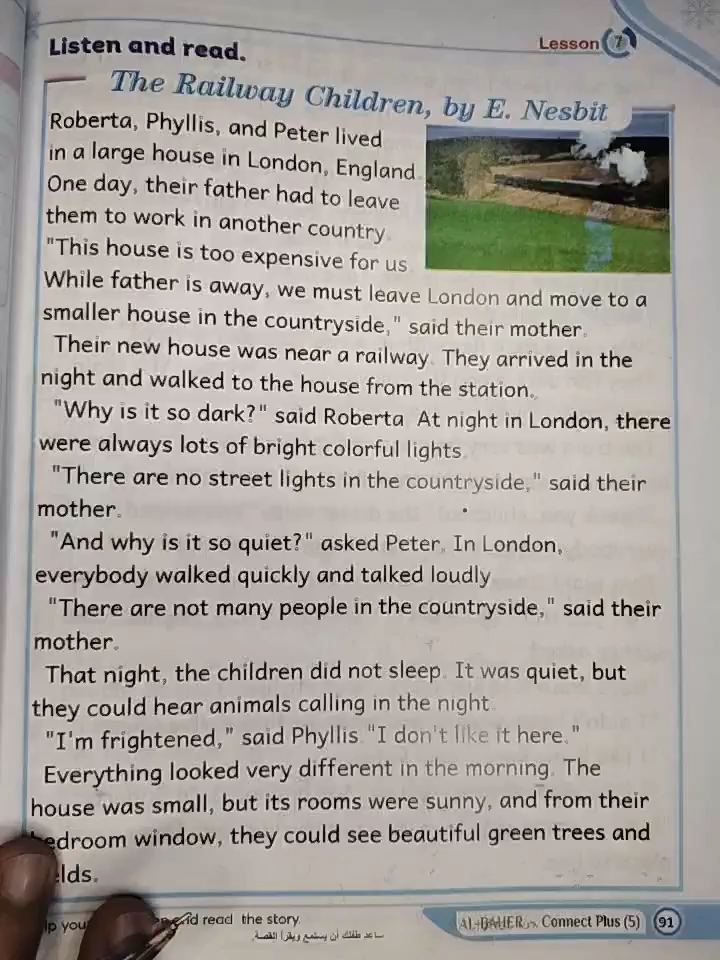 Listen and read.
Lesson 7
The Railway Children, by E. Nesbit
Roberta, Phyllis, and Peter lived
in a large house in London, England.
One day, their father had to leave
them to work in another country.
"This house is too expensive for us.
While father is away, we must leave London and move to a
smaller house in the countryside," said their mother.
Their new house was near a railway. They arrived in the
night and walked to the house from the station.
"Why is it so dark?" said Roberta. At night in London, there
were always lots of bright colorful lights.
"There are no street lights in the countryside," said their
mother.
"And why is it so quiet?" asked Peter. In London,
everybody walked quickly and talked loudly.
"There are not many people in the countryside," said their
mother.
That night, the children did not sleep. It was quiet, but
they could hear animals calling in the night.
"I'm frightened," said Phyllis. "I don't like it here."
Everything looked very different in the morning. The
house was small, but its rooms were sunny, and from their
bedroom window, they could see beautiful green trees and
elds.
lp you
d read the story.
ساعد طفلك أن يستمع ويقرأ القصة.
AL-DAHER Connect Plus (5) 91